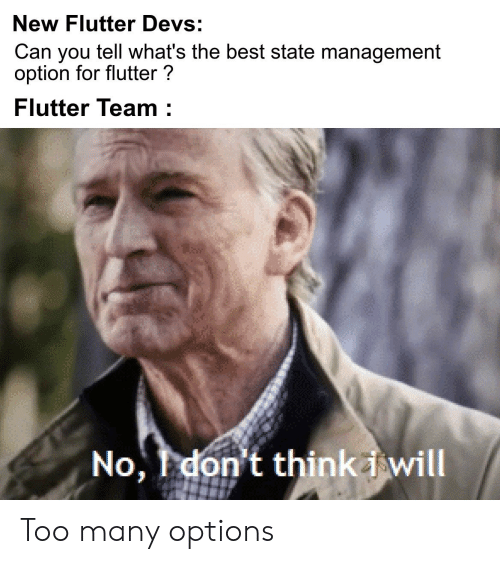 New Flutter Devs:
Can you tell what's the best state management
option for flutter ?
Flutter Team :
No, I don't think i will
Too many options